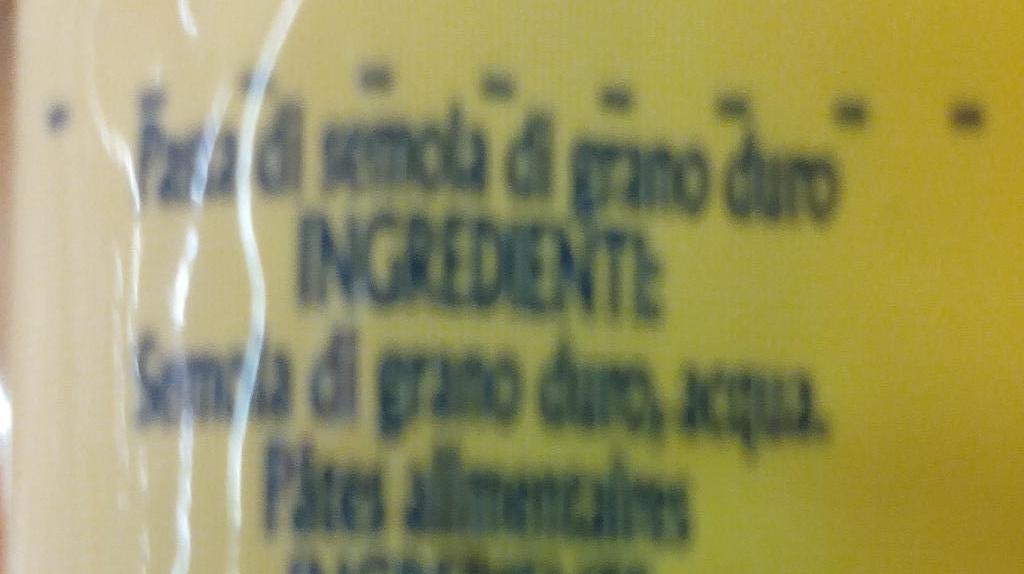 Pasta di semola di grano duro
INGREDIENTI:
Semola di grano duro, acqua.
Pâtes alimentaires